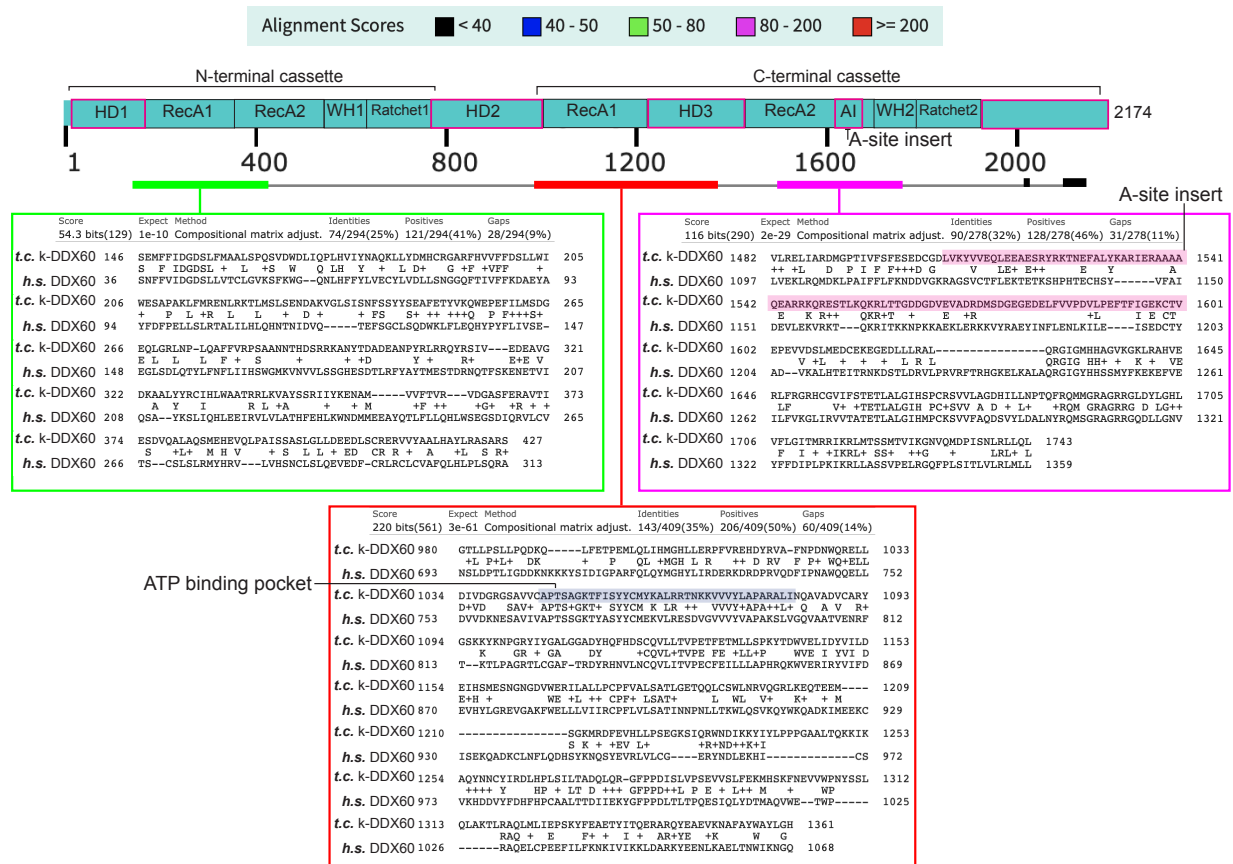 Alignment Scores < 40 40 - 50 50 - 80 80 - 200 >= 200
N-terminal cassette C-terminal cassette
HD1 RecA1 RecA2 WH1 Ratchet1 HD2 RecA1 HD3 RecA2 AI WH2 Ratchet2 2174
A-site insert
1 400 800 1200 1600 2000
Score Expect Method Identities Positives Gaps
54.3 bits(129) 1e-10 Compositional matrix adjust. 74/294(25%) 121/294(41%) 28/294(9%)
t.c. k-DDX60 146 SEMFFIDGDSLFMAALSPQSVDWDLIQPLHVIYNAQKLLYDMHCRGARFHVVFFDSLLWI 205
S F FIDGDSL+ L +S W QLHY + LD+ G+ F ++F+ +
h.s. DDX60 36 SNFFVIDGDSLLVTCLGVKSFKWG--QNLHFFYLVECYLVDLLSNGGQFTIVFFKDAEYA 93
t.c. k-DDX60 206 WESAPAKLFMRENLLRKTLMSLSENDAKVGLSISNFSSYYSEAFETYVKQWEPEFILMSDG 265
h.s. DDX60 94 YFDFPELLSLRTALILHLQHNTNIDVQ------TEFSGCLSQDWKLFLEQHYPYFLIVSE- 147
t.c. k-DDX60 266 EQLGRLNP-LQAFFVRPSAANNTHDSRRKANYTDADEANPYRLRRQYRSIV---EDEAVG 321
h.s. DDX60 148 EGLSDLQTYLFNFLIIHSWGMKVNVVLSSGHESDTLRFYAYTMESTDRNQTFSKENETVI 207
t.c. k-DDX60 322 DKAALYYRCIHLWAATRRLKVAYSSRIIYKENAM-----VVFTVR---VDGASFERAVTI 373
h.s. DDX60 208 QSA--YKSLIQHLEEIRVLVLATHFEHLKWNDMMEEAYQTLFLLQHLWSEGSDIQRVLCV 265
t.c. k-DDX60 374 ESDVQALAQSMEHEVQLPAISSASLGLLDEEDLSCRERVVYAALHAYLRASARS 427
h.s. DDX60 266 TS--CSLSLRMYHRV---LVHSNCLSLQEVEDF-CRLRCLCVAFQLHLPLSQRA 313
A-site insert
Score Expect Method Identities Positives Gaps
116 bits(290) 2e-29 Compositional matrix adjust. 90/278(32%) 128/278(46%) 31/278(11%)
t.c. k-DDX60 1482 VLRELIARDMGPTIVFSFESEDCGDLVKYVVEQLEEAESRYRKTNEFALYKARIERAAAA 1541
h.s. DDX60 1097 VLVEKLRQMDKLPAIFFLFKNDDVGKRAGSVCTFLEKTETKSHPHTECHS----LVFAI 1150
t.c. k-DDX60 1542 QEARRKQRESTLKQKRLTTGDDGDVEVADRDMSDGEGEDELFVVPDVLPEFTFIGEKCTV 1601
h.s. DDX60 1151 DEVLEKVRKT---QKRITKKNPKKAEKLERKKVYRAEYINFLENLKILE---ISEDCTY 1203
t.c. k-DDX60 1602 EPEVVDSLMEDCEKEGEDLLLRAL----------------QRGIGMHHAGVKGKLRAHVE 1645
h.s. DDX60 1204 AD--VKALHTEITRNKDSTLDRVLPRVRFTRHGKELKALAQRGIGYHHSSMYFKEKEFVE 1261
t.c. k-DDX60 1646 RLFRGRHCGVIFSTETLALGIHSPCRSVVLAGDHILLNPTQFRQMMGRAGRRGLDYLGHL 1705
h.s. DDX60 1262 ILFVKGLIRVVTATETLALGIHMPCKSVVFAQDSVYLDALNYRQMSGRAGRRGQDLLGNV 1321
t.c. k-DDX60 1706 VFLGITMRRIKRLMTSSMTVIKGNVQMDPISNLRLLQL 1743
h.s. DDX60 1322 YFFDIPLPKIKRLLASSVPELRGQFPLSITLVLRLMLL 1359
Score Expect Method Identities Positives Gaps
220 bits(561) 3e-61 Compositional matrix adjust. 143/409(35%) 206/409(50%) 60/409(14%)
t.c. k-DDX60 980 GTLLPSLLPQDKQ-----LFETPEMLQLIHMGHLLERPFVREHDYRVA-FNPDNWQRELL 1033
h.s. DDX60 693 NSLDPTLIGDDKNKKKYSIDIGPARFQLQYMGHYLIRDERKDRDPRVQDFIPNAWQQELL 752
ATP binding pocket
t.c. k-DDX60 1034 DIVDGRGSAVVCAPTSAGKTFISYYCMYKALRRTNKKVVVYLAPARALINQAVADVCARY 1093
h.s. DDX60 753 DVVDKNESAVIVAPTSSGKTYASYYCMEKVLRESDVGVVVYVAPAKSLVGQVAATVENRF 812
t.c. k-DDX60 1094 GSKKYKNPGRYIYGALGGADYHQFHDSCQVLLTVPETFETMLLSPKYTDWVELIDYVILD 1153
h.s. DDX60 813 T--KTLPAGRTLCGAF-TRDYRHNVLNCQVLITVPECFEILLLAPHRQKWVERIRYVIFD 869
t.c. k-DDX60 1154 EIHSMESNGNGDVWERILALLPCPFVALSATLGETQQLCSWLNRVQGRLKEQTEEM---- 1209
h.s. DDX60 870 EVHYLGREVGAKFWELLLVIIRCPFLVLSATINNPNLLTKWLQSVKQYWKQADKIMEEKC 929
t.c. k-DDX60 1210 ----------------SGKMRDFEVHLLPSEGKSIQRWNDIKKYIYLPPPGAALTQKKIK 1253
h.s. DDX60 930 ISEKQADKCLNFLQDHSYKNQSYEVRLVLCG----ERYNDLEKHI-------------CS 972
t.c. k-DDX60 1254 AQYNNCYIRDLHPLSILTADQLQR-GFPPDISLVPSEVVSLFEKMHSKFNEVVWPNYSSL 1312
h.s. DDX60 973 VKHDDVYFDHFHPCAALTTDIIEKYGFPPDLTLTPQESIQLYDTMAQVWE--TWP----- 1025
t.c. k-DDX60 1313 QLAKTLRAQLMLIEPSKYFEAETYITQERARQYEAEVKNAFAYWAYLGH 1361
h.s. DDX60 1026 ------RAQELCPEEFILFKNKIVIKKLDARKYEENLKAELTNWIKNGQ 1068